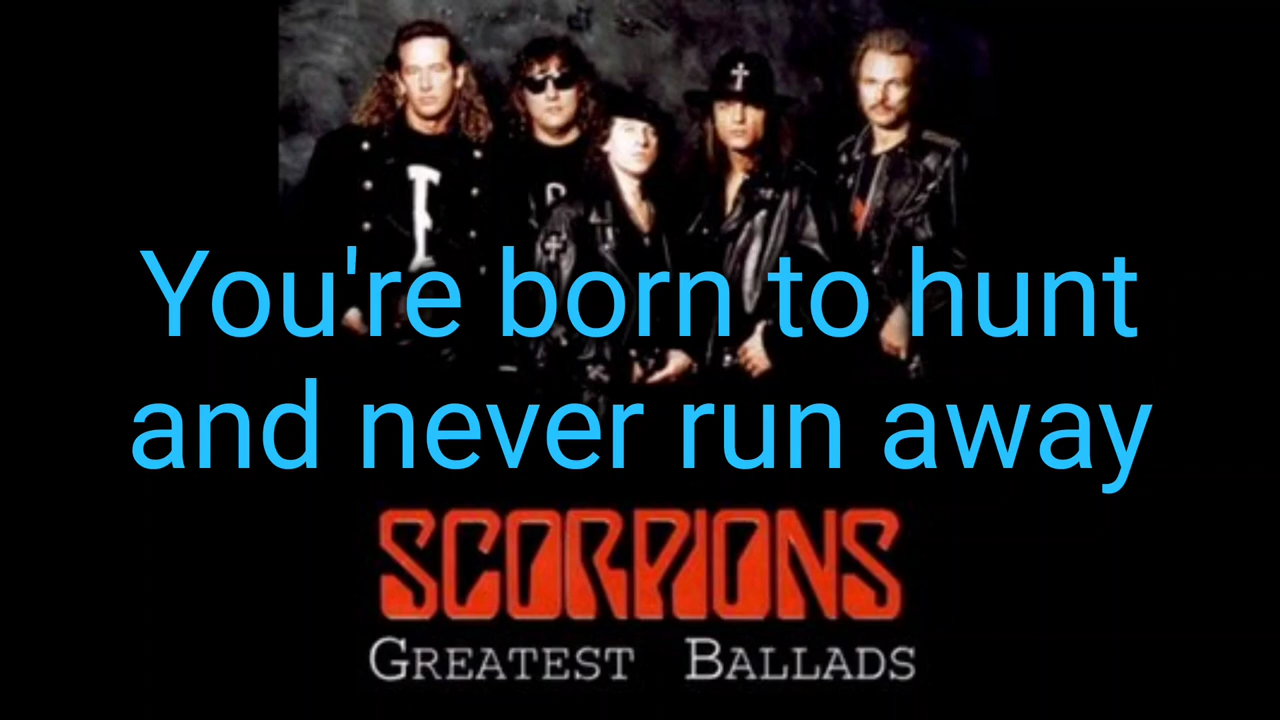 You're born to hunt
and never run away
SCORPIONS
GREATEST BALLADS